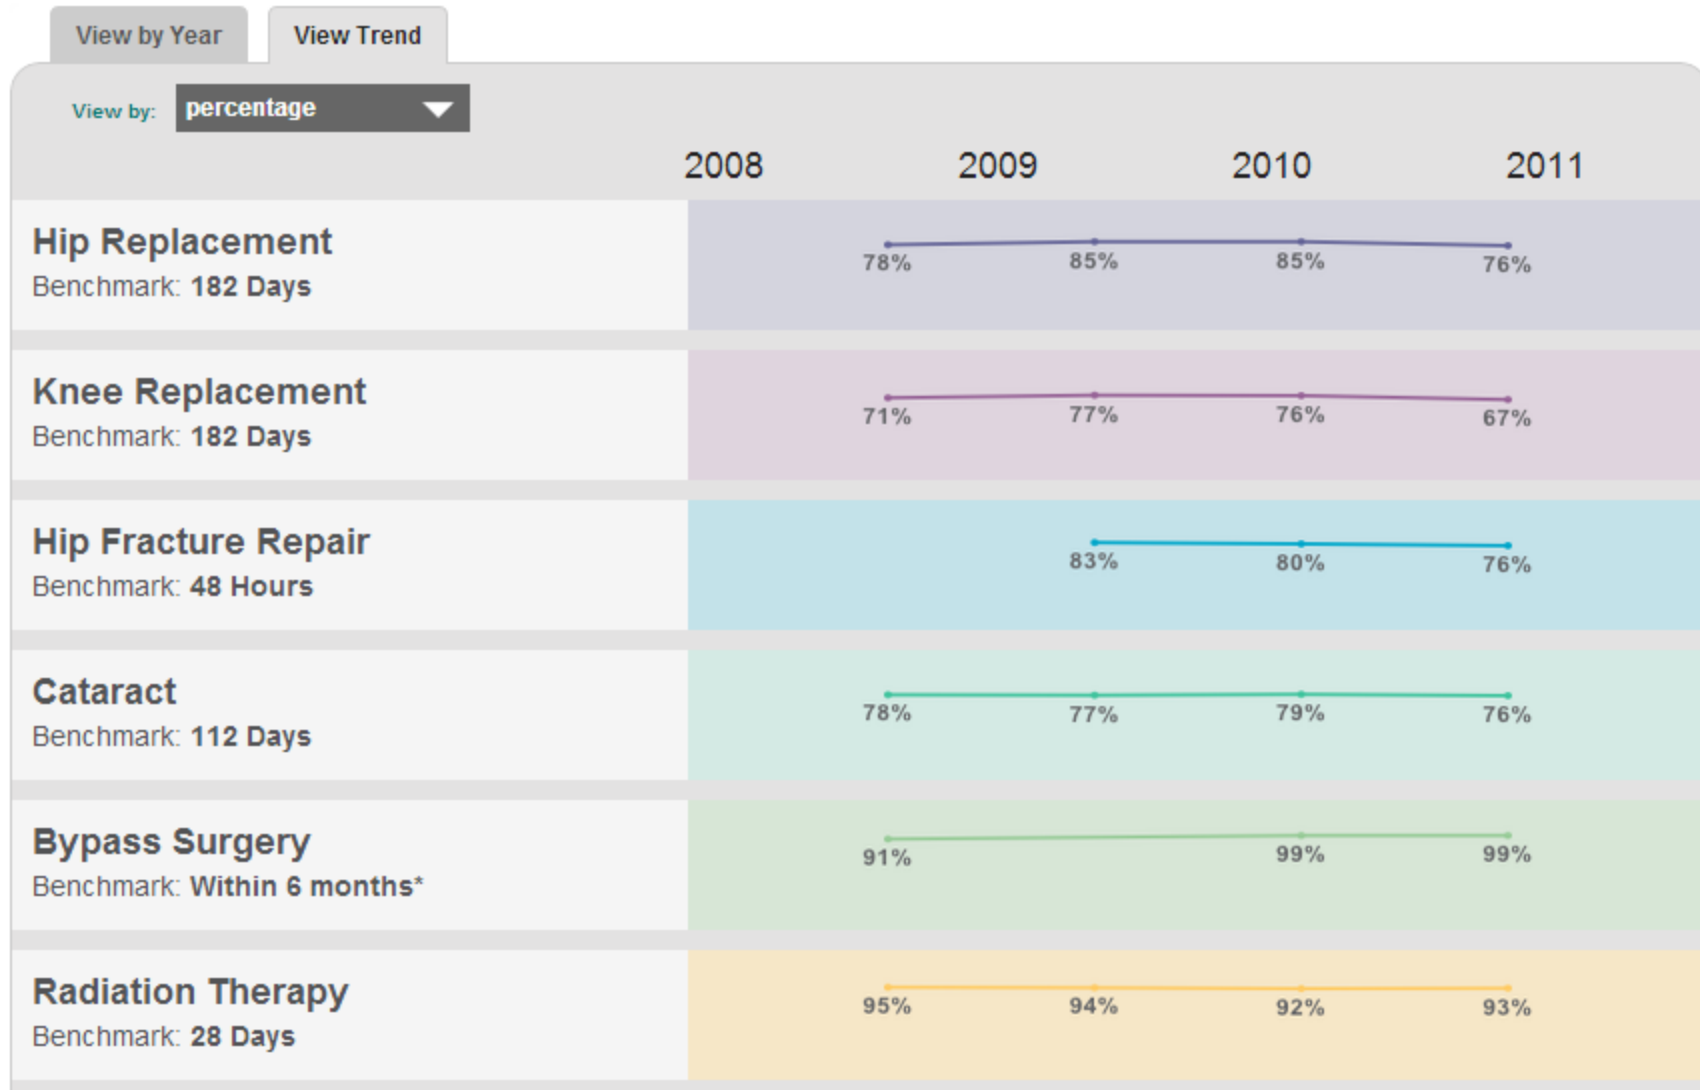 View by Year
View Trend
View by: percentage
2008 2009 2010 2011
Hip Replacement
Benchmark: 182 Days
78% 85% 85% 76%
Knee Replacement
Benchmark: 182 Days
71% 77% 76% 67%
Hip Fracture Repair
Benchmark: 48 Hours
83% 80% 76%
Cataract
Benchmark: 112 Days
78% 77% 79% 76%
Bypass Surgery
Benchmark: Within 6 months*
91% 99% 99%
Radiation Therapy
Benchmark: 28 Days
95% 94% 92% 93%